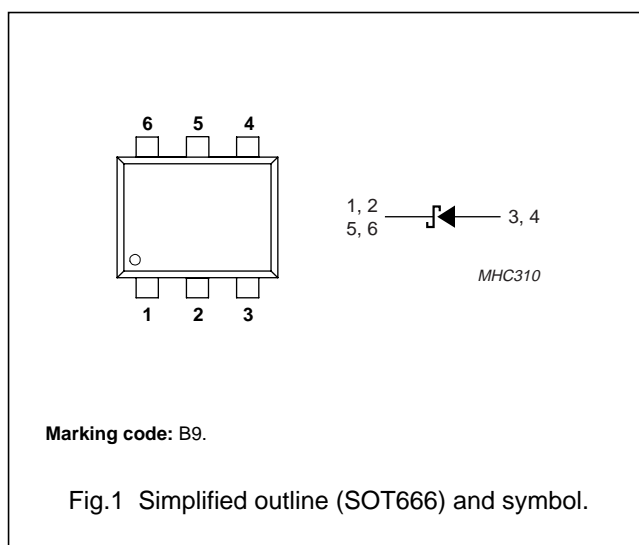 6 5 4
1, 2
5, 6
3, 4
MHC310
1 2 3
Marking code: B9.
Fig.1 Simplified outline (SOT666) and symbol.